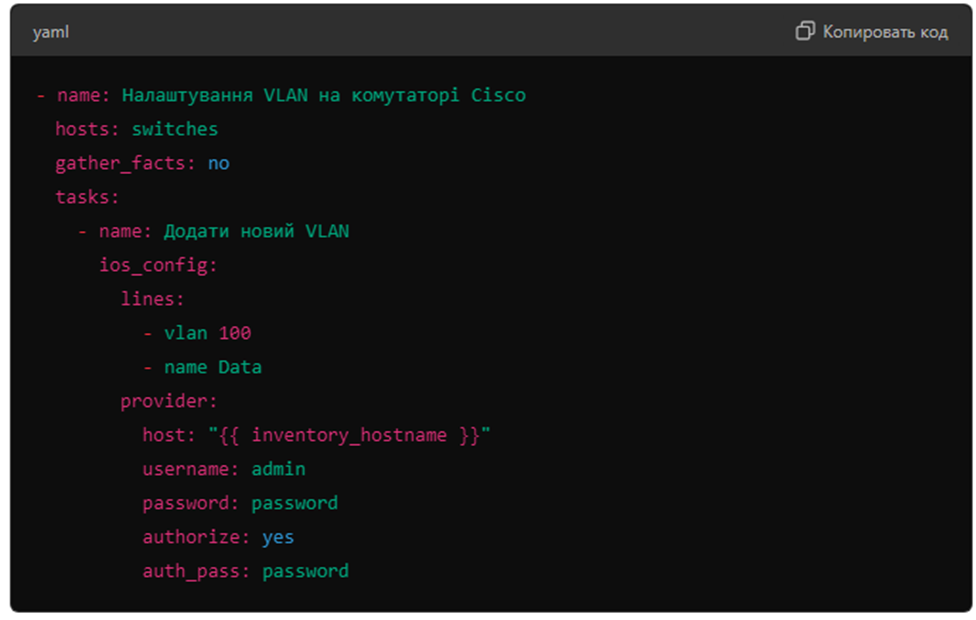 yaml
Копировать код
- name: Налаштування VLAN на комутаторі Cisco
  hosts: switches
  gather_facts: no
  tasks:
    - name: Додати новий VLAN
      ios_config:
        lines:
          - vlan 100
          - name Data
        provider:
          host: "{{ inventory_hostname }}"
          username: admin
          password: password
          authorize: yes
          auth_pass: password